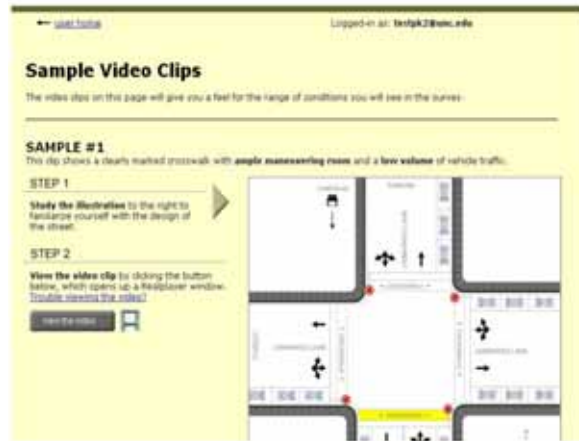 user home
Logged-in as: testpk2@unc.edu
Sample Video Clips
The video clips on this page will give you a feel for the range of conditions you will see in the survey.
SAMPLE #1
This clip shows a clearly marked crosswalk with ample maneuvering room and a low volume of vehicle traffic.
STEP 1
Study the illustration to the right to
familiarize yourself with the design of
the street.
STEP 2
View the video clip by clicking the button
below, which opens up a Realplayer window.
Trouble viewing the video?
View the video